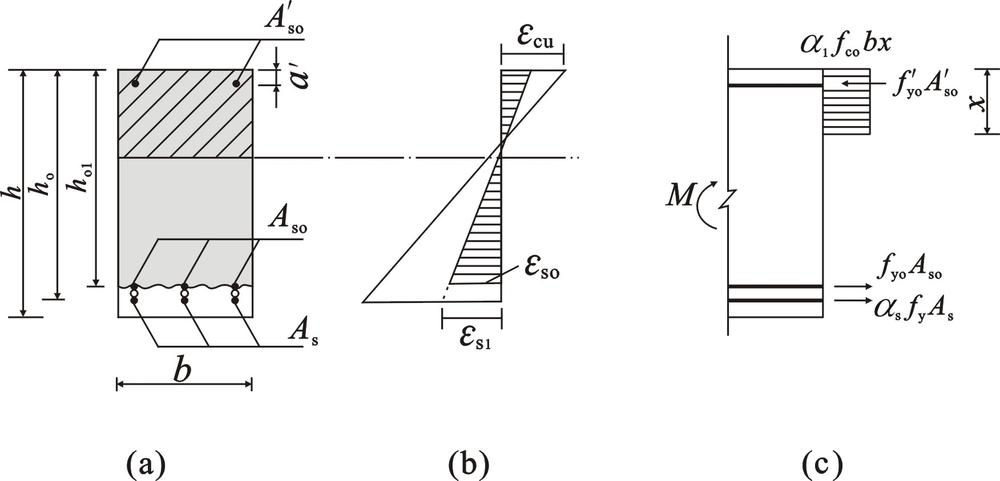 A′so
a′
h
ho
ho1
Aso
As
b
(a)
εcu
εso
εs1
(b)
α1fcobx
f′yoA′so
x
M
fyoAso
αsfyAs
(c)